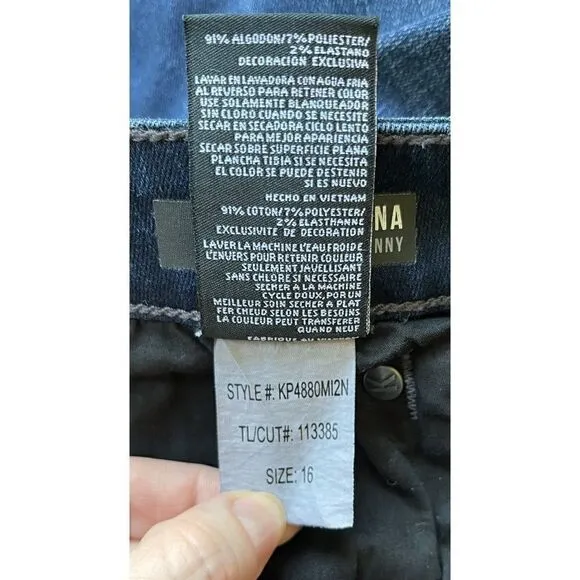 91% ALGODON/7% POLIESTER/
2% ELASTANO
DECORACION EXCLUSIVA
LAVAR EN LAVADORA CON AGUA FRIA
AL REVERSO PARA RETENER COLOR
USE SOLAMENTE BLANQUEADOR
SIN CLORO CUANDO SE NECESITE
SECAR EN SECADORA CICLO LENTO
PARA MEJOR APARIENCIA
SECAR SOBRE SUPERFICIE PLANA
PLANCHA TIBIA SI SE NECESITA
EL COLOR SE PUEDE DESTENIR
SI ES NUEVO
HECHO EN VIETNAM
91% COTON/7% POLYESTER/
2% ELASTHANNE
EXCLUSIVITE DE DECORATION
LAVER LA MACHINE L'EAU FROIDE
L'ENVERS POUR RETENIR COULEUR
SEULEMENT JAVELLISANT
SANS CHLORE SI NECESSAIRE
SECHER A LA MACHINE
CYCLE DOUX, POR UN
MEILLEUR SOIN SECHER A PLAT
FER CHEUD SELON LES BESOINS
LA COULEUR PEUT TRANSFERER
QUAND NEUF
NA
NNY
K
STYLE #: KP4880MI2N
TL/CUT#: 113385
SIZE: 16